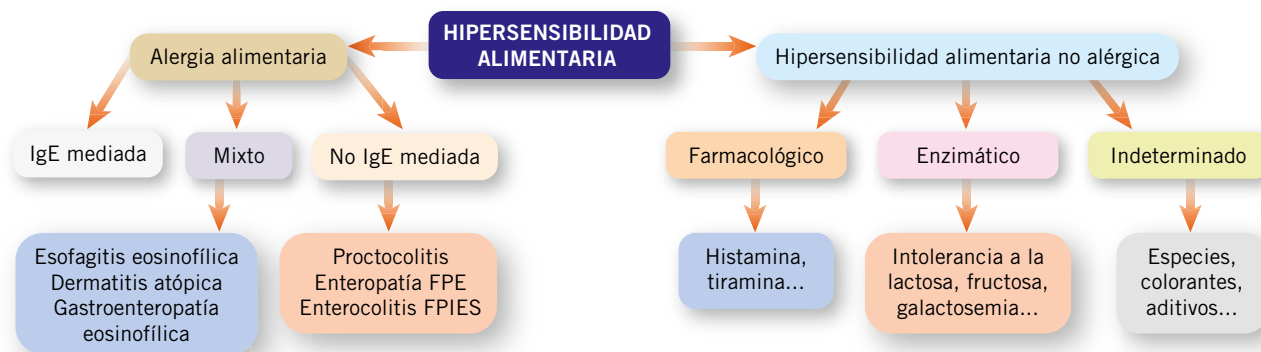 HIPERSENSIBILIDAD
ALIMENTARIA
Alergia alimentaria
Hipersensibilidad alimentaria no alérgica
IgE mediada
Mixto
No IgE mediada
Farmacológico
Enzimático
Indeterminado
Esofagitis eosinofílica
Dermatitis atópica
Gastroenteropatía
eosinofílica
Proctocolitis
Enteropatía FPE
Enterocolitis FPIES
Histamina,
tiramina...
Intolerancia a la
lactosa, fructosa,
galactosemia...
Especies,
colorantes,
aditivos...